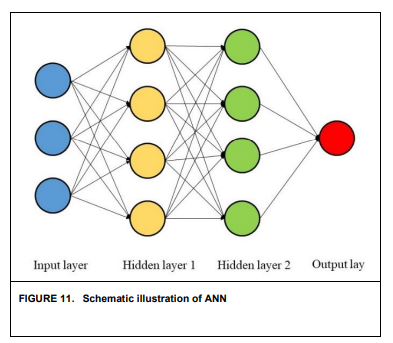 Input layer Hidden layer 1 Hidden layer 2 Output lay
FIGURE 11. Schematic illustration of ANN